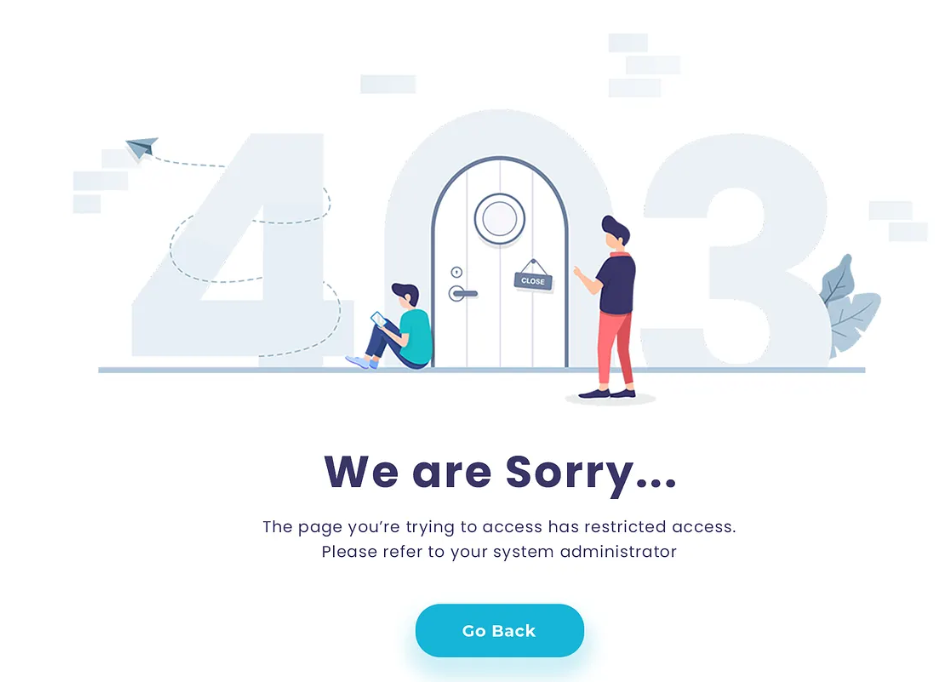 403
CLOSE
We are Sorry...
The page you're trying to access has restricted access.
Please refer to your system administrator
Go Back